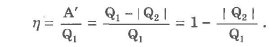 η = A′/Q₁ = (Q₁ − | Q₂ |)/Q₁ = 1 − | Q₂ |/Q₁ .